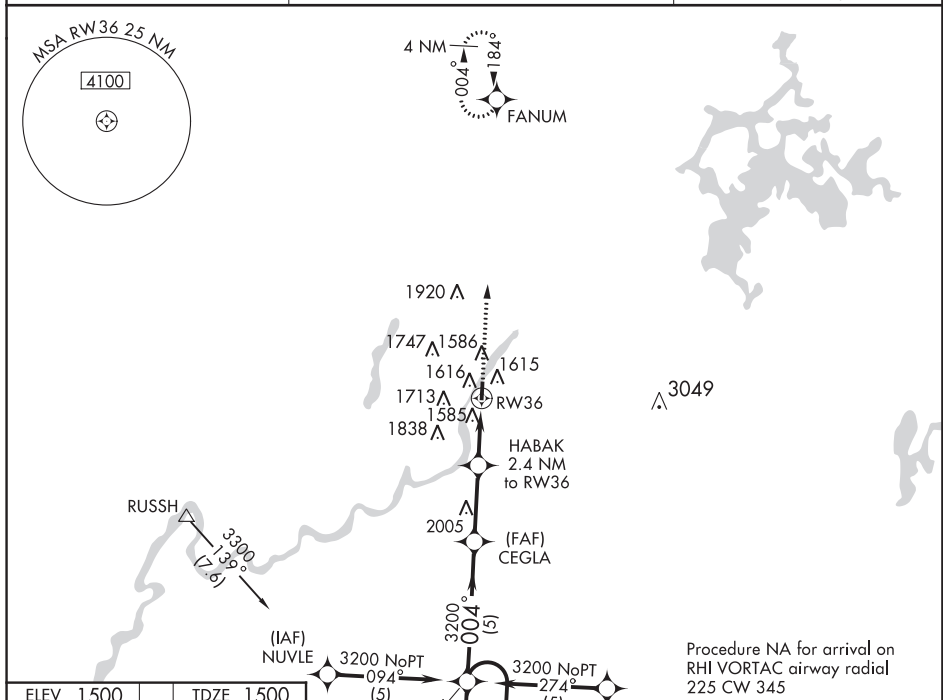 MSA RW36 25 NM
4100
4 NM
004°
184°
FANUM
1920
1747
1586
1615
1616
1713
RW36
3049
1585
1838
HABAK
2.4 NM
to RW36
RUSSH
2005
(FAF)
CEGLA
3300
139°
(7.6)
3200
004°
(5)
(IAF)
NUVLE
3200 NoPT
094°
(5)
3200 NoPT
274°
(5)
Procedure NA for arrival on
RHI VORTAC airway radial
225 CW 345
ELEV 1500
TDZE 1500